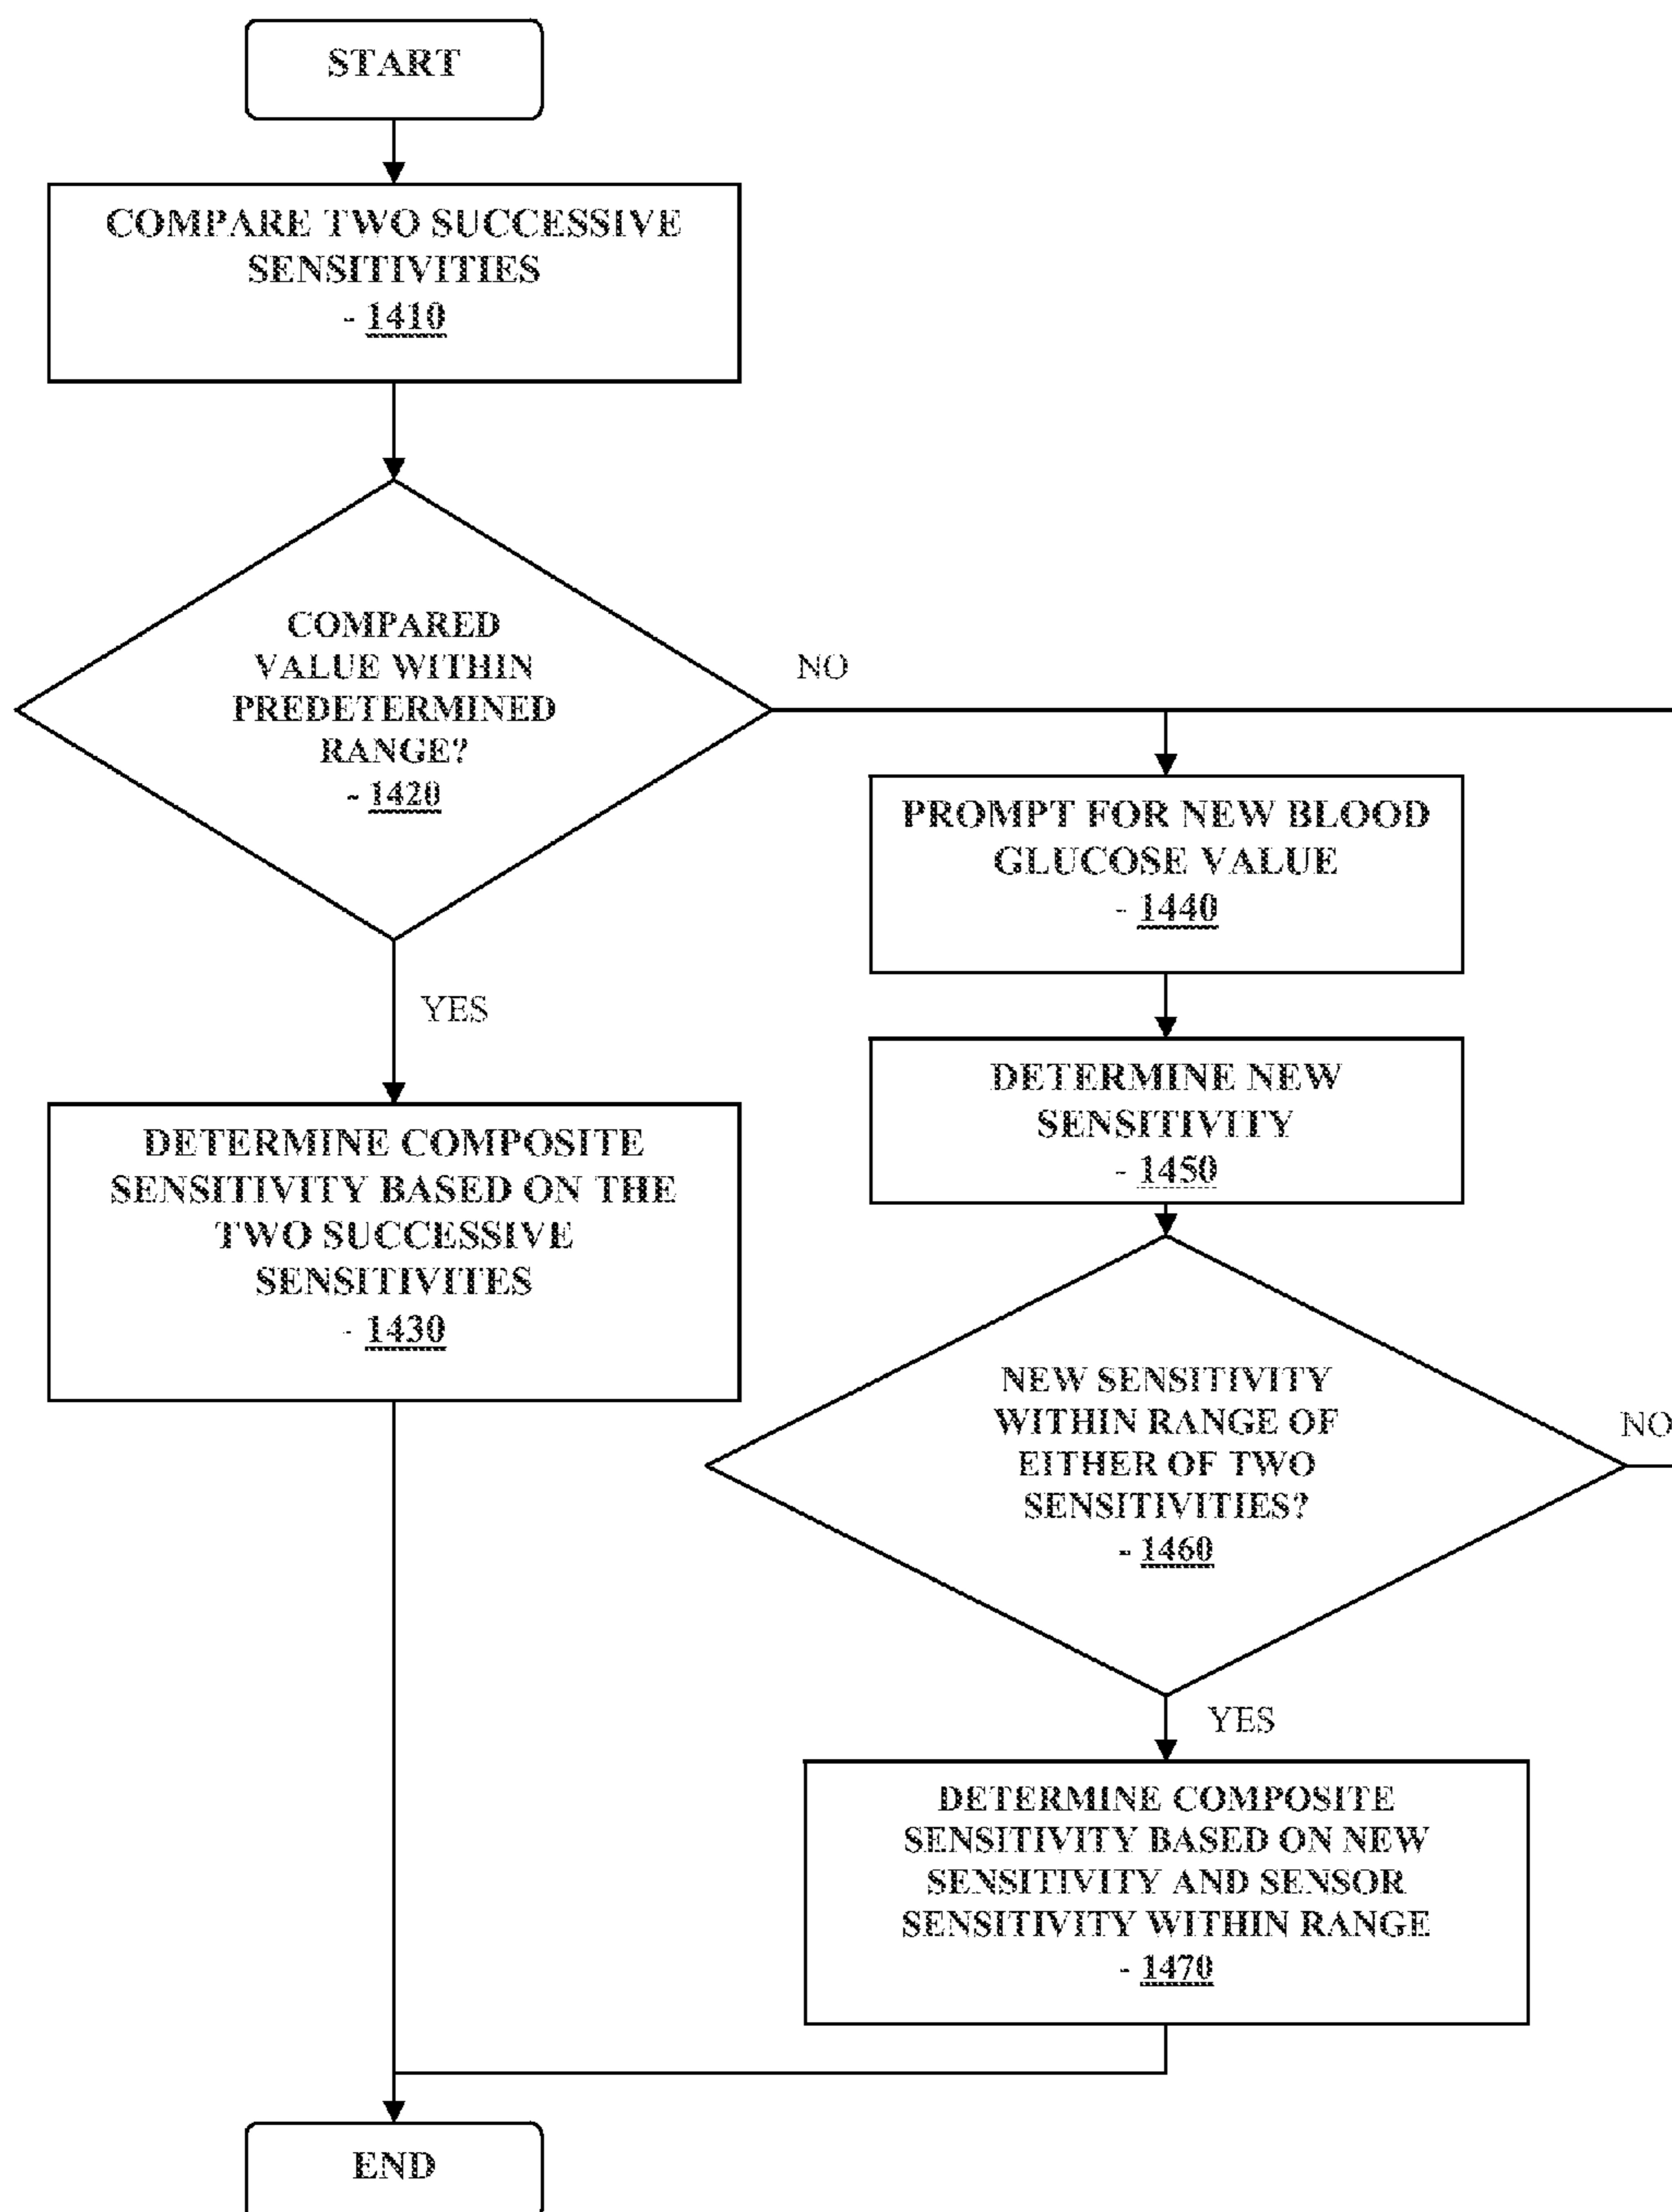 START
COMPARE TWO SUCCESSIVE
SENSITIVITIES
- 1410
COMPARED
VALUE WITHIN
PREDETERMINED
RANGE?
- 1420
NO
YES
DETERMINE COMPOSITE
SENSITIVITY BASED ON THE
TWO SUCCESSIVE
SENSITIVITES
- 1430
PROMPT FOR NEW BLOOD
GLUCOSE VALUE
- 1440
DETERMINE NEW
SENSITIVITY
- 1450
NEW SENSITIVITY
WITHIN RANGE OF
EITHER OF TWO
SENSITIVITIES?
- 1460
NO
YES
DETERMINE COMPOSITE
SENSITIVITY BASED ON NEW
SENSITIVITY AND SENSOR
SENSITIVITY WITHIN RANGE
- 1470
END